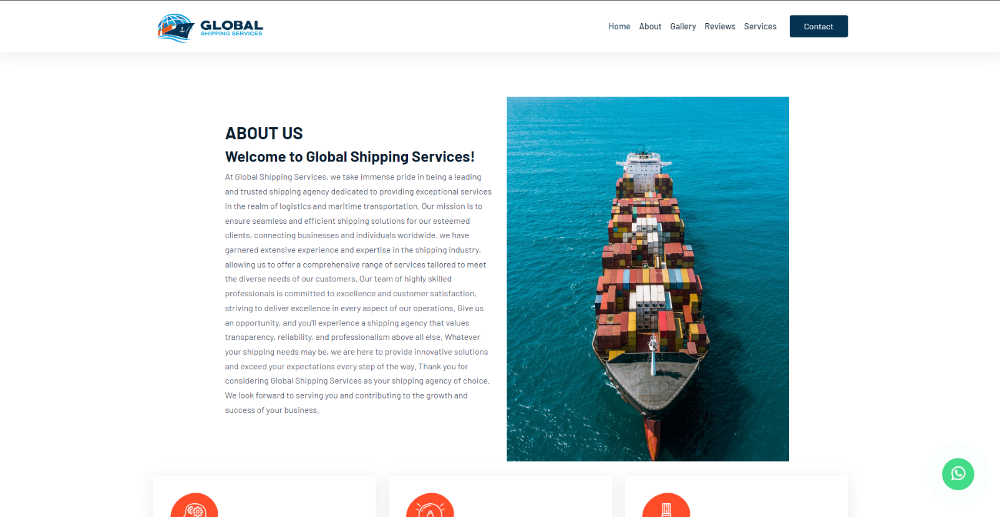 GLOBAL
SHIPPING SERVICES
Home About Gallery Reviews Services Contact
ABOUT US
Welcome to Global Shipping Services!
At Global Shipping Services, we take immense pride in being a leading
and trusted shipping agency dedicated to providing exceptional services
in the realm of logistics and maritime transportation. Our mission is to
ensure seamless and efficient shipping solutions for our esteemed
clients, connecting businesses and individuals worldwide. we have
garnered extensive experience and expertise in the shipping industry,
allowing us to offer a comprehensive range of services tailored to meet
the diverse needs of our customers. Our team of highly skilled
professionals is committed to excellence and customer satisfaction,
striving to deliver excellence in every aspect of our operations. Give us
an opportunity, and you'll experience a shipping agency that values
transparency, reliability, and professionalism above all else. Whatever
your shipping needs may be, we are here to provide innovative solutions
and exceed your expectations every step of the way. Thank you for
considering Global Shipping Services as your shipping agency of choice.
We look forward to serving you and contributing to the growth and
success of your business.